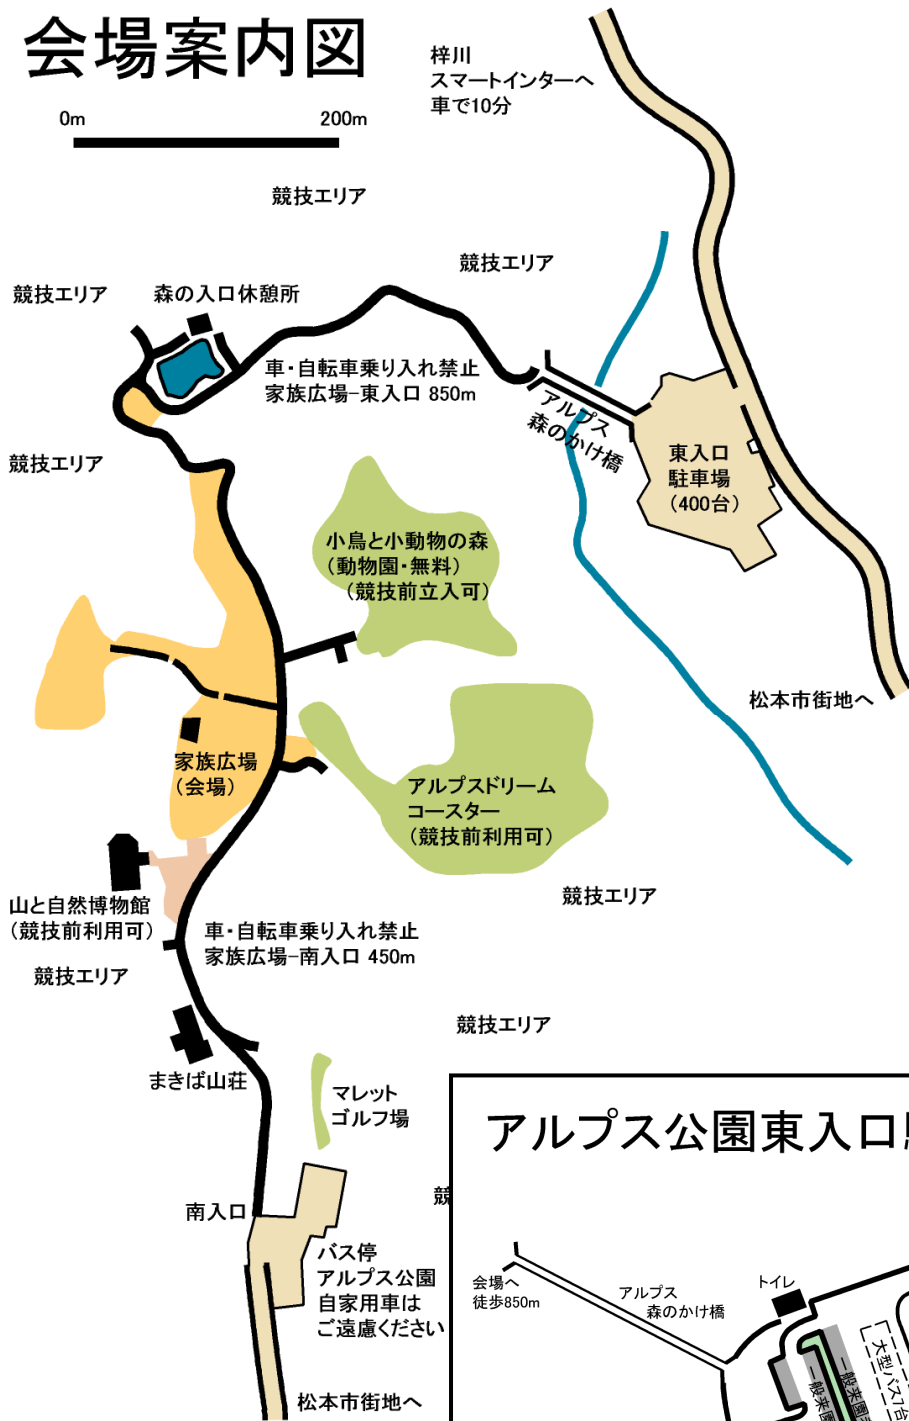 会場案内図
梓川
スマートインターへ
車で10分
0m
200m
競技エリア
競技エリア
競技エリア
森の入口休憩所
車・自転車乗り入れ禁止
家族広場-東入口 850m
アルプス
森のかけ橋
競技エリア
東入口
駐車場
(400台)
小鳥と小動物の森
(動物園・無料)
(競技前立入可)
松本市街地へ
家族広場
(会場)
アルプスドリーム
コースター
(競技前利用可)
山と自然博物館
(競技前利用可)
競技エリア
車・自転車乗り入れ禁止
家族広場-南入口 450m
競技エリア
競技エリア
まきば山荘
マレット
ゴルフ場
アルプス公園東入口
競
南入口
バス停
アルプス公園
自家用車は
ご遠慮ください
松本市街地へ
会場へ
徒歩850m
アルプス
森のかけ橋
トイレ
大型バス7台
一般来園
一般来園